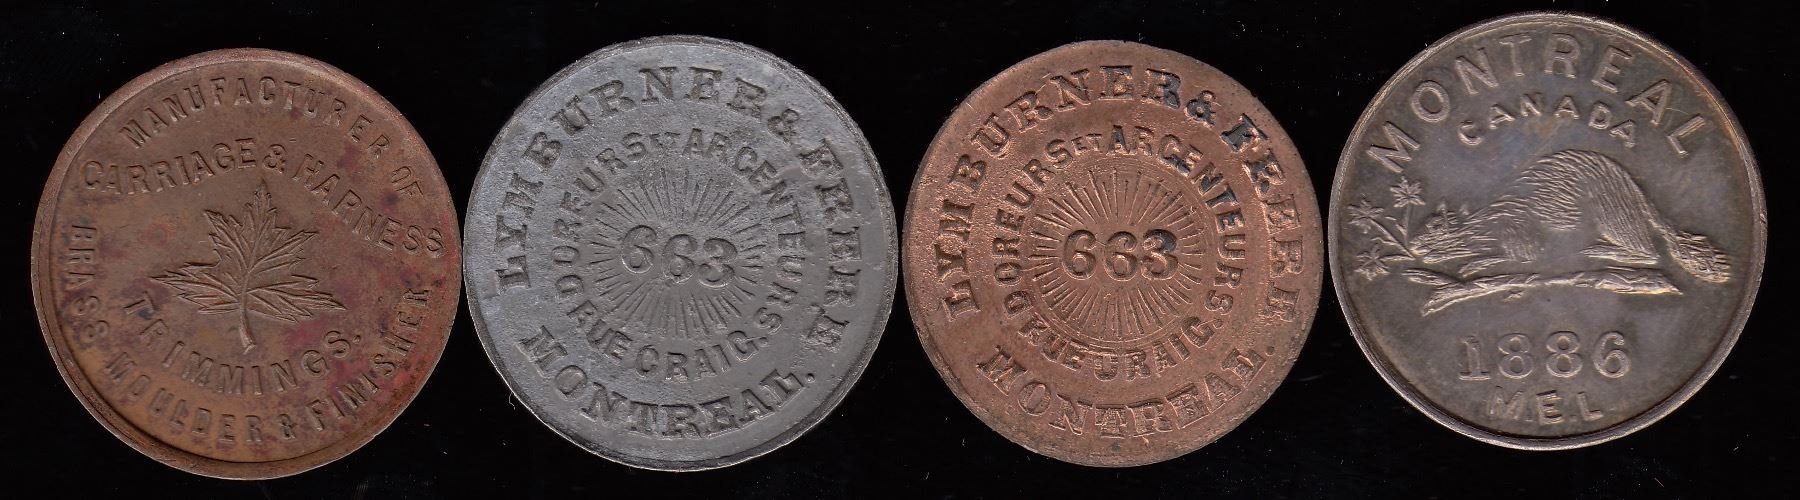 MANUFACTURER OF
CARRIAGE & HARNESS
TRIMMINGS.
BRASS MOULDER & FINISHER
LYMBURNER & FRERE
DOREURS ET ARGENTEURS.
663
RUE CRAIG.
MONTREAL.
LYMBURNER & FRERE
DOREURS ET ARGENTEURS.
663
RUE CRAIG.
MONTREAL.
MONTREAL
CANADA
1886
MEL